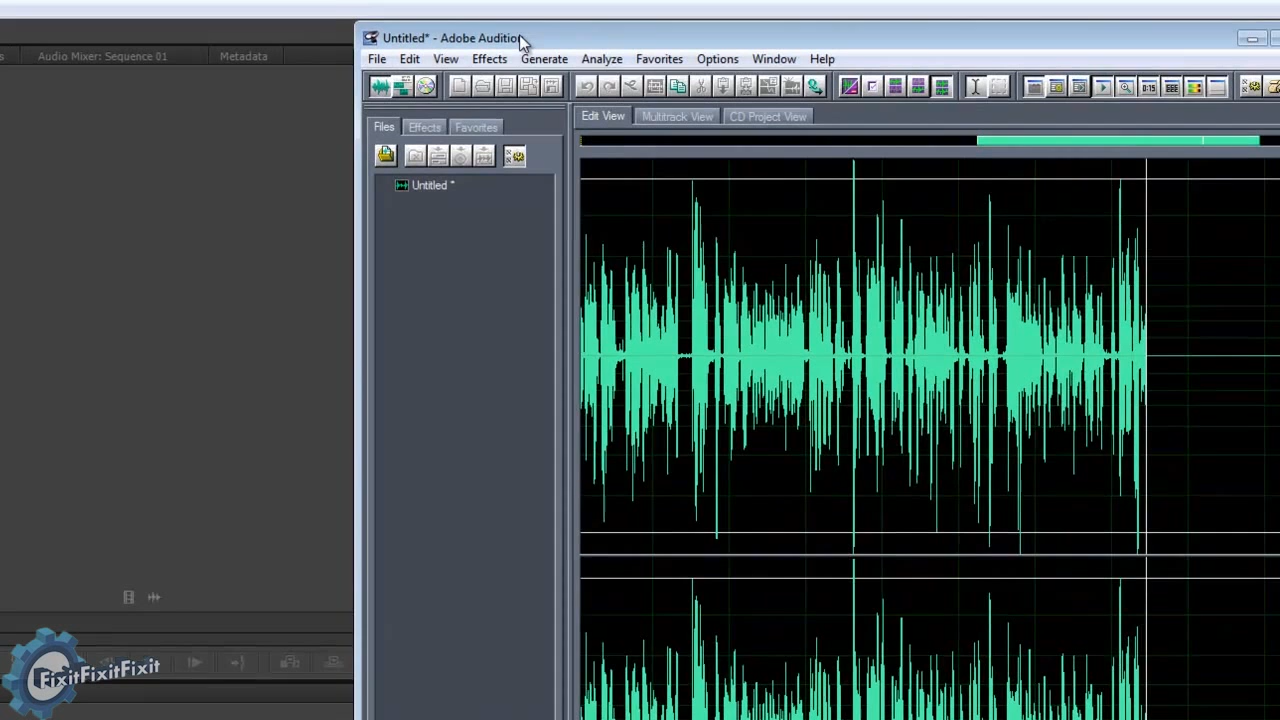 Untitled* - Adobe Audition
Audio Mixer: Sequence 01
Metadata
File Edit View Effects Generate Analyze Favorites Options Window Help
Files Effects Favorites
Edit View Multitrack View CD Project View
Untitled *
FixitFixitFixit